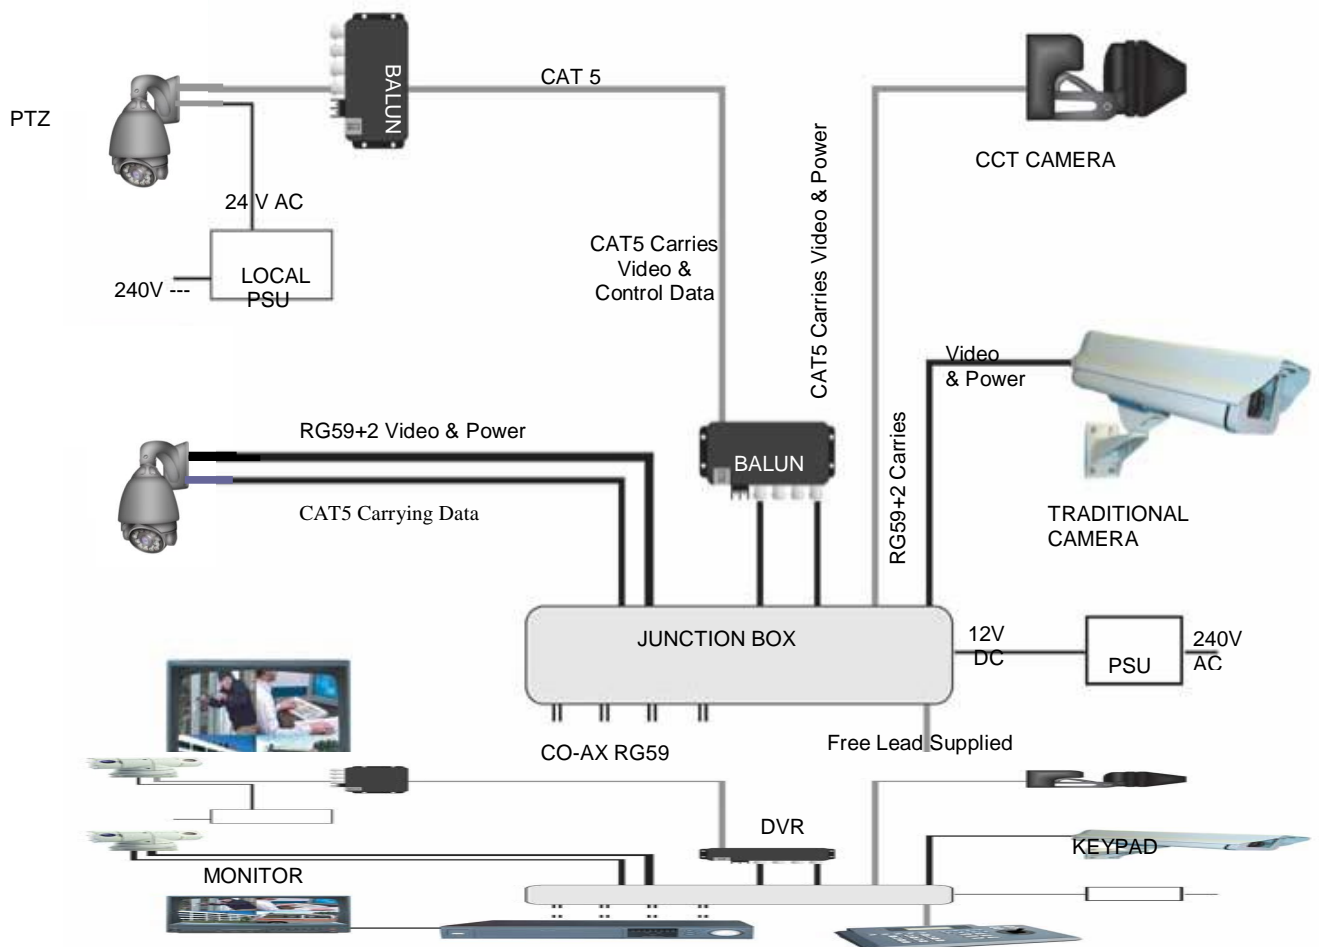 BALUN
CAT 5
PTZ
CCT CAMERA
24 V AC
CAT5 Carries
Video &
Control Data
CAT5 Carries Video & Power
LOCAL
PSU
240V ---
Video
& Power
RG59+2 Carries
RG59+2 Video & Power
BALUN
CAT5 Carrying Data
TRADITIONAL
CAMERA
JUNCTION BOX
12V
DC
PSU
240V
AC
CO-AX RG59
Free Lead Supplied
DVR
KEYPAD
MONITOR